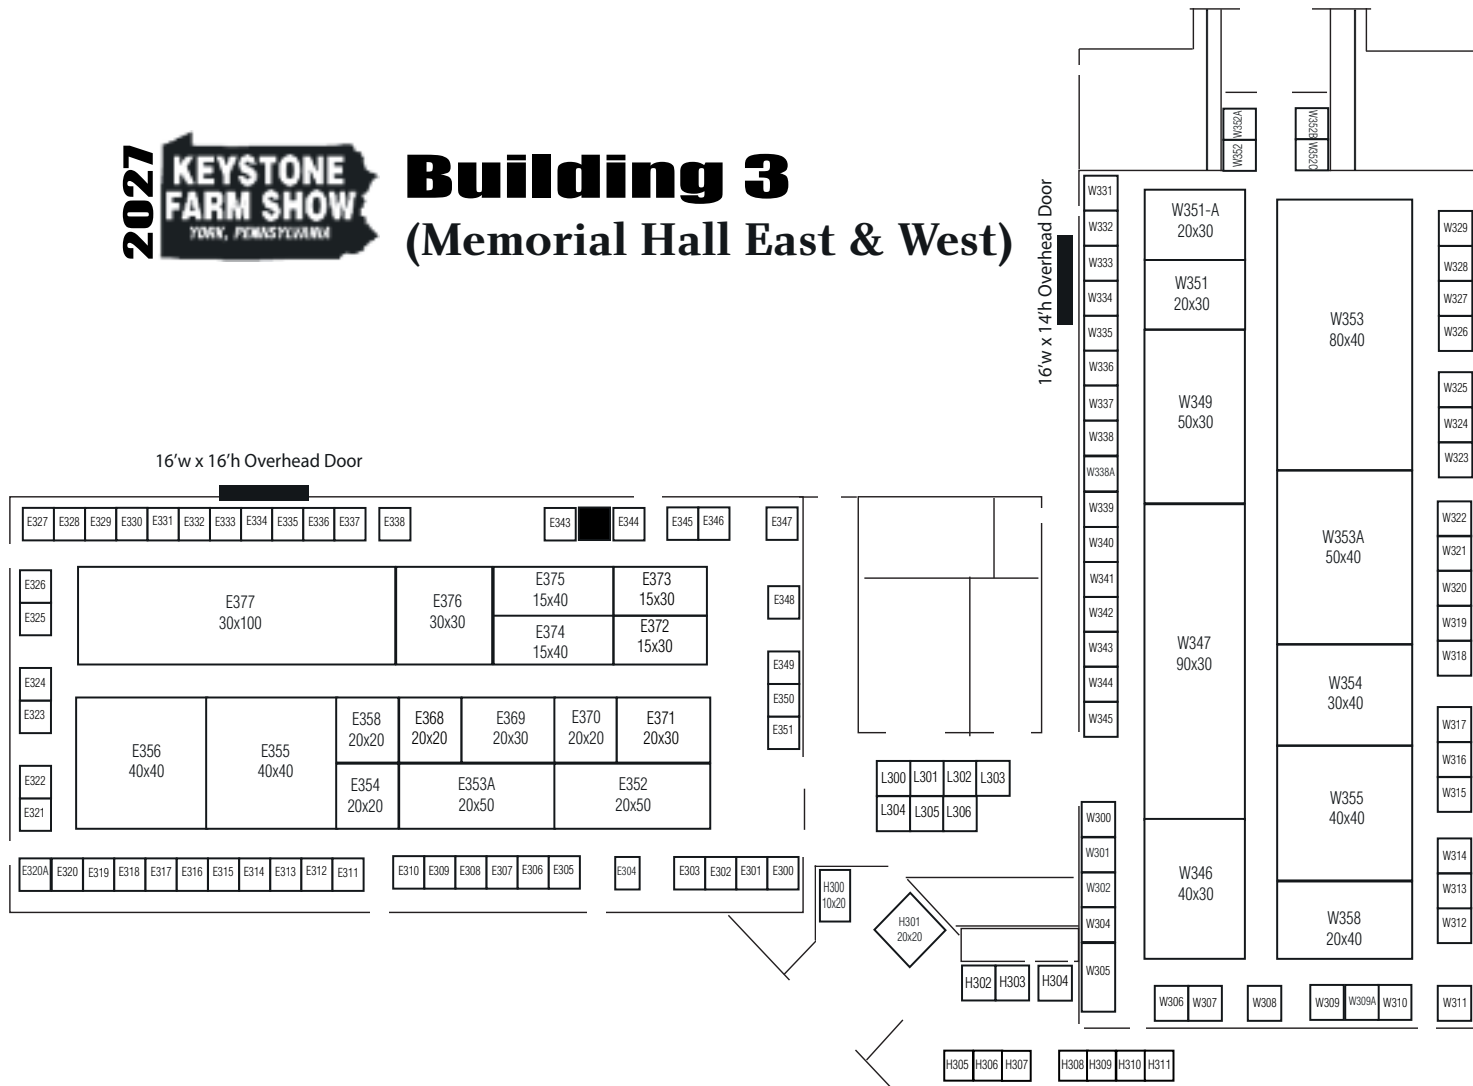 2027
KEYSTONE
FARM SHOW
YORK, PENNSYLVANIA
Building 3
(Memorial Hall East & West)
16'w x 16'h Overhead Door
E327 E328 E329 E330 E331 E332 E333 E334 E335 E336 E337 E338 E343 E344 E345 E346 E347
E326
E325
E324
E323
E322
E321
E377
30x100
E376
30x30
E375
15x40
E373
15x30
E374
15x40
E372
15x30
E348
E349
E350
E351
E356
40x40
E355
40x40
E358
20x20
E368
20x20
E369
20x30
E370
20x20
E371
20x30
E354
20x20
E353A
20x50
E352
20x50
E320A E320 E319 E318 E317 E316 E315 E314 E313 E312 E311 E310 E309 E308 E307 E306 E305 E304 E303 E302 E301 E300
L300 L301 L302 L303
L304 L305 L306
H300
10x20
H301
20x20
H302 H303 H304
H305 H306 H307 H308 H309 H310 H311
16'w x 14'h Overhead Door
W352A
W352
W352B
W352C
W331
W332
W333
W334
W335
W336
W337
W338
W338A
W339
W340
W341
W342
W343
W344
W345
W300
W301
W302
W304
W305
W351-A
20x30
W351
20x30
W349
50x30
W347
90x30
W346
40x30
W353
80x40
W353A
50x40
W354
30x40
W355
40x40
W358
20x40
W329
W328
W327
W326
W325
W324
W323
W322
W321
W320
W319
W318
W317
W316
W315
W314
W313
W312
W306 W307 W308 W309 W309A W310 W311